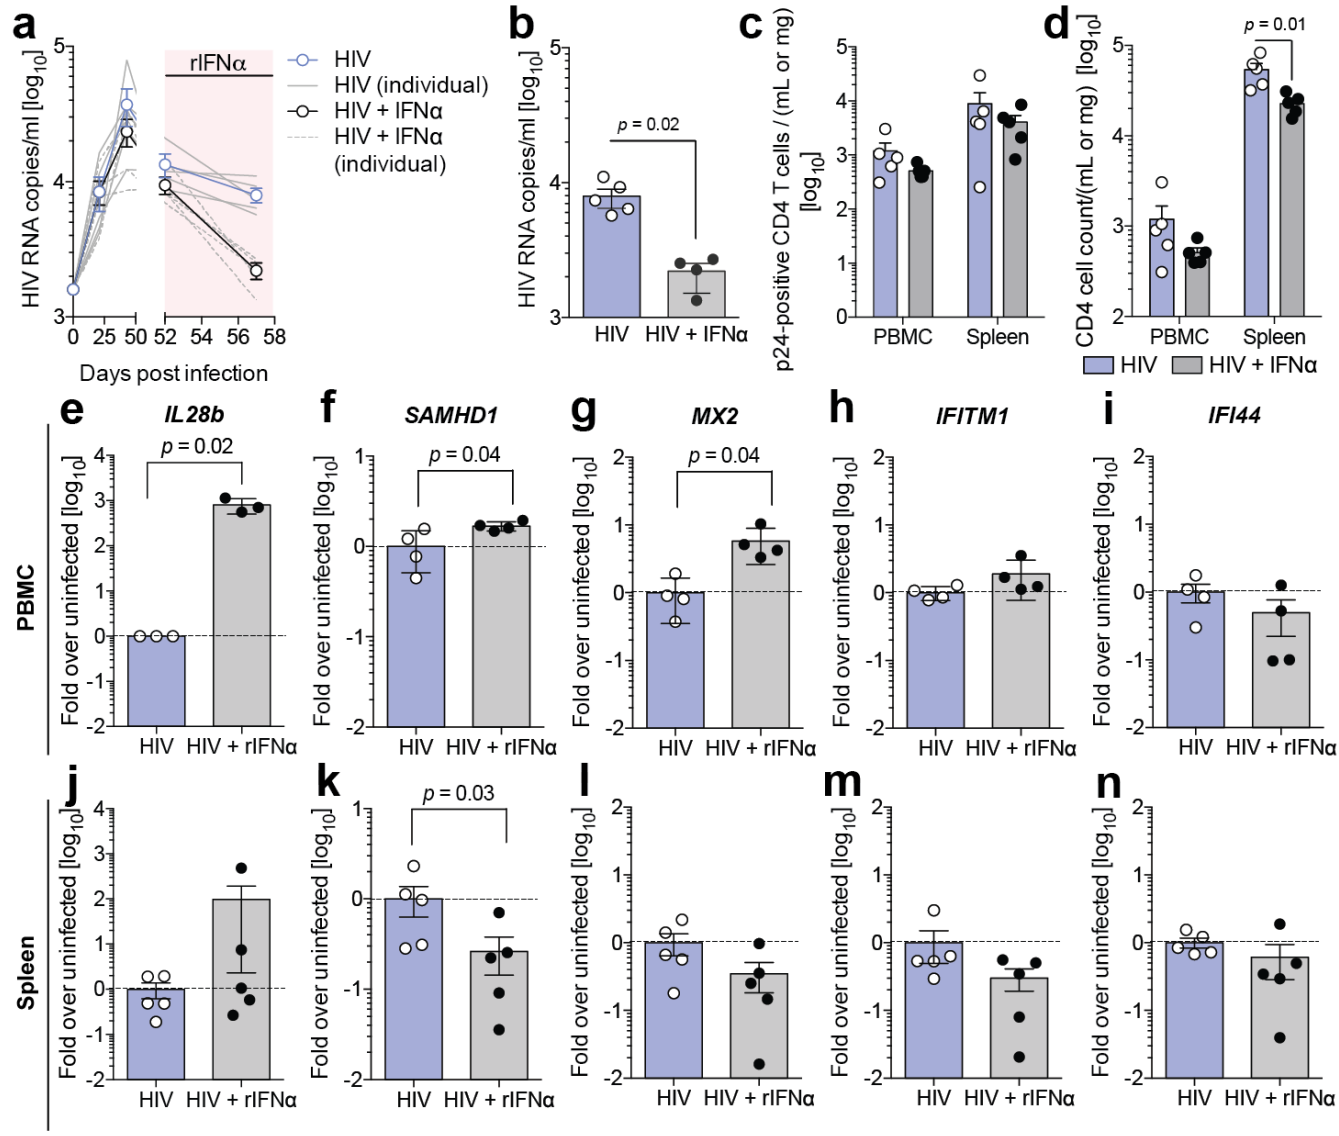 a
HIV RNA copies/ml [log10]
5
4
3
0 25 50 52 54 56 58
Days post infection
rIFNα
HIV
HIV (individual)
HIV + IFNα
HIV + IFNα
(individual)
b
HIV RNA copies/ml [log10]
5
4
3
p = 0.02
HIV HIV + IFNα
c
p24-positive CD4 T cells / (mL or mg)
[log10]
5
4
3
2
1
0
PBMC Spleen
d
CD4 cell count/(mL or mg) [log10]
5
4
3
2
p = 0.01
PBMC Spleen
HIV HIV + IFNα
PBMC
e
IL28b
Fold over uninfected [log10]
4
3
2
1
0
-1
-2
p = 0.02
HIV HIV + rIFNα
f
SAMHD1
Fold over uninfected [log10]
1
0
-1
-2
p = 0.04
HIV HIV + rIFNα
g
MX2
Fold over uninfected [log10]
2
1
0
-1
-2
p = 0.04
HIV HIV + rIFNα
h
IFITM1
Fold over uninfected [log10]
2
1
0
-1
-2
HIV HIV + rIFNα
i
IFI44
Fold over uninfected [log10]
2
1
0
-1
-2
HIV HIV + rIFNα
Spleen
j
Fold over uninfected [log10]
4
3
2
1
0
-1
-2
HIV HIV + rIFNα
k
Fold over uninfected [log10]
1
0
-1
-2
p = 0.03
HIV HIV + rIFNα
l
Fold over uninfected [log10]
2
1
0
-1
-2
HIV HIV + rIFNα
m
Fold over uninfected [log10]
2
1
0
-1
-2
HIV HIV + rIFNα
n
Fold over uninfected [log10]
2
1
0
-1
-2
HIV HIV + rIFNα